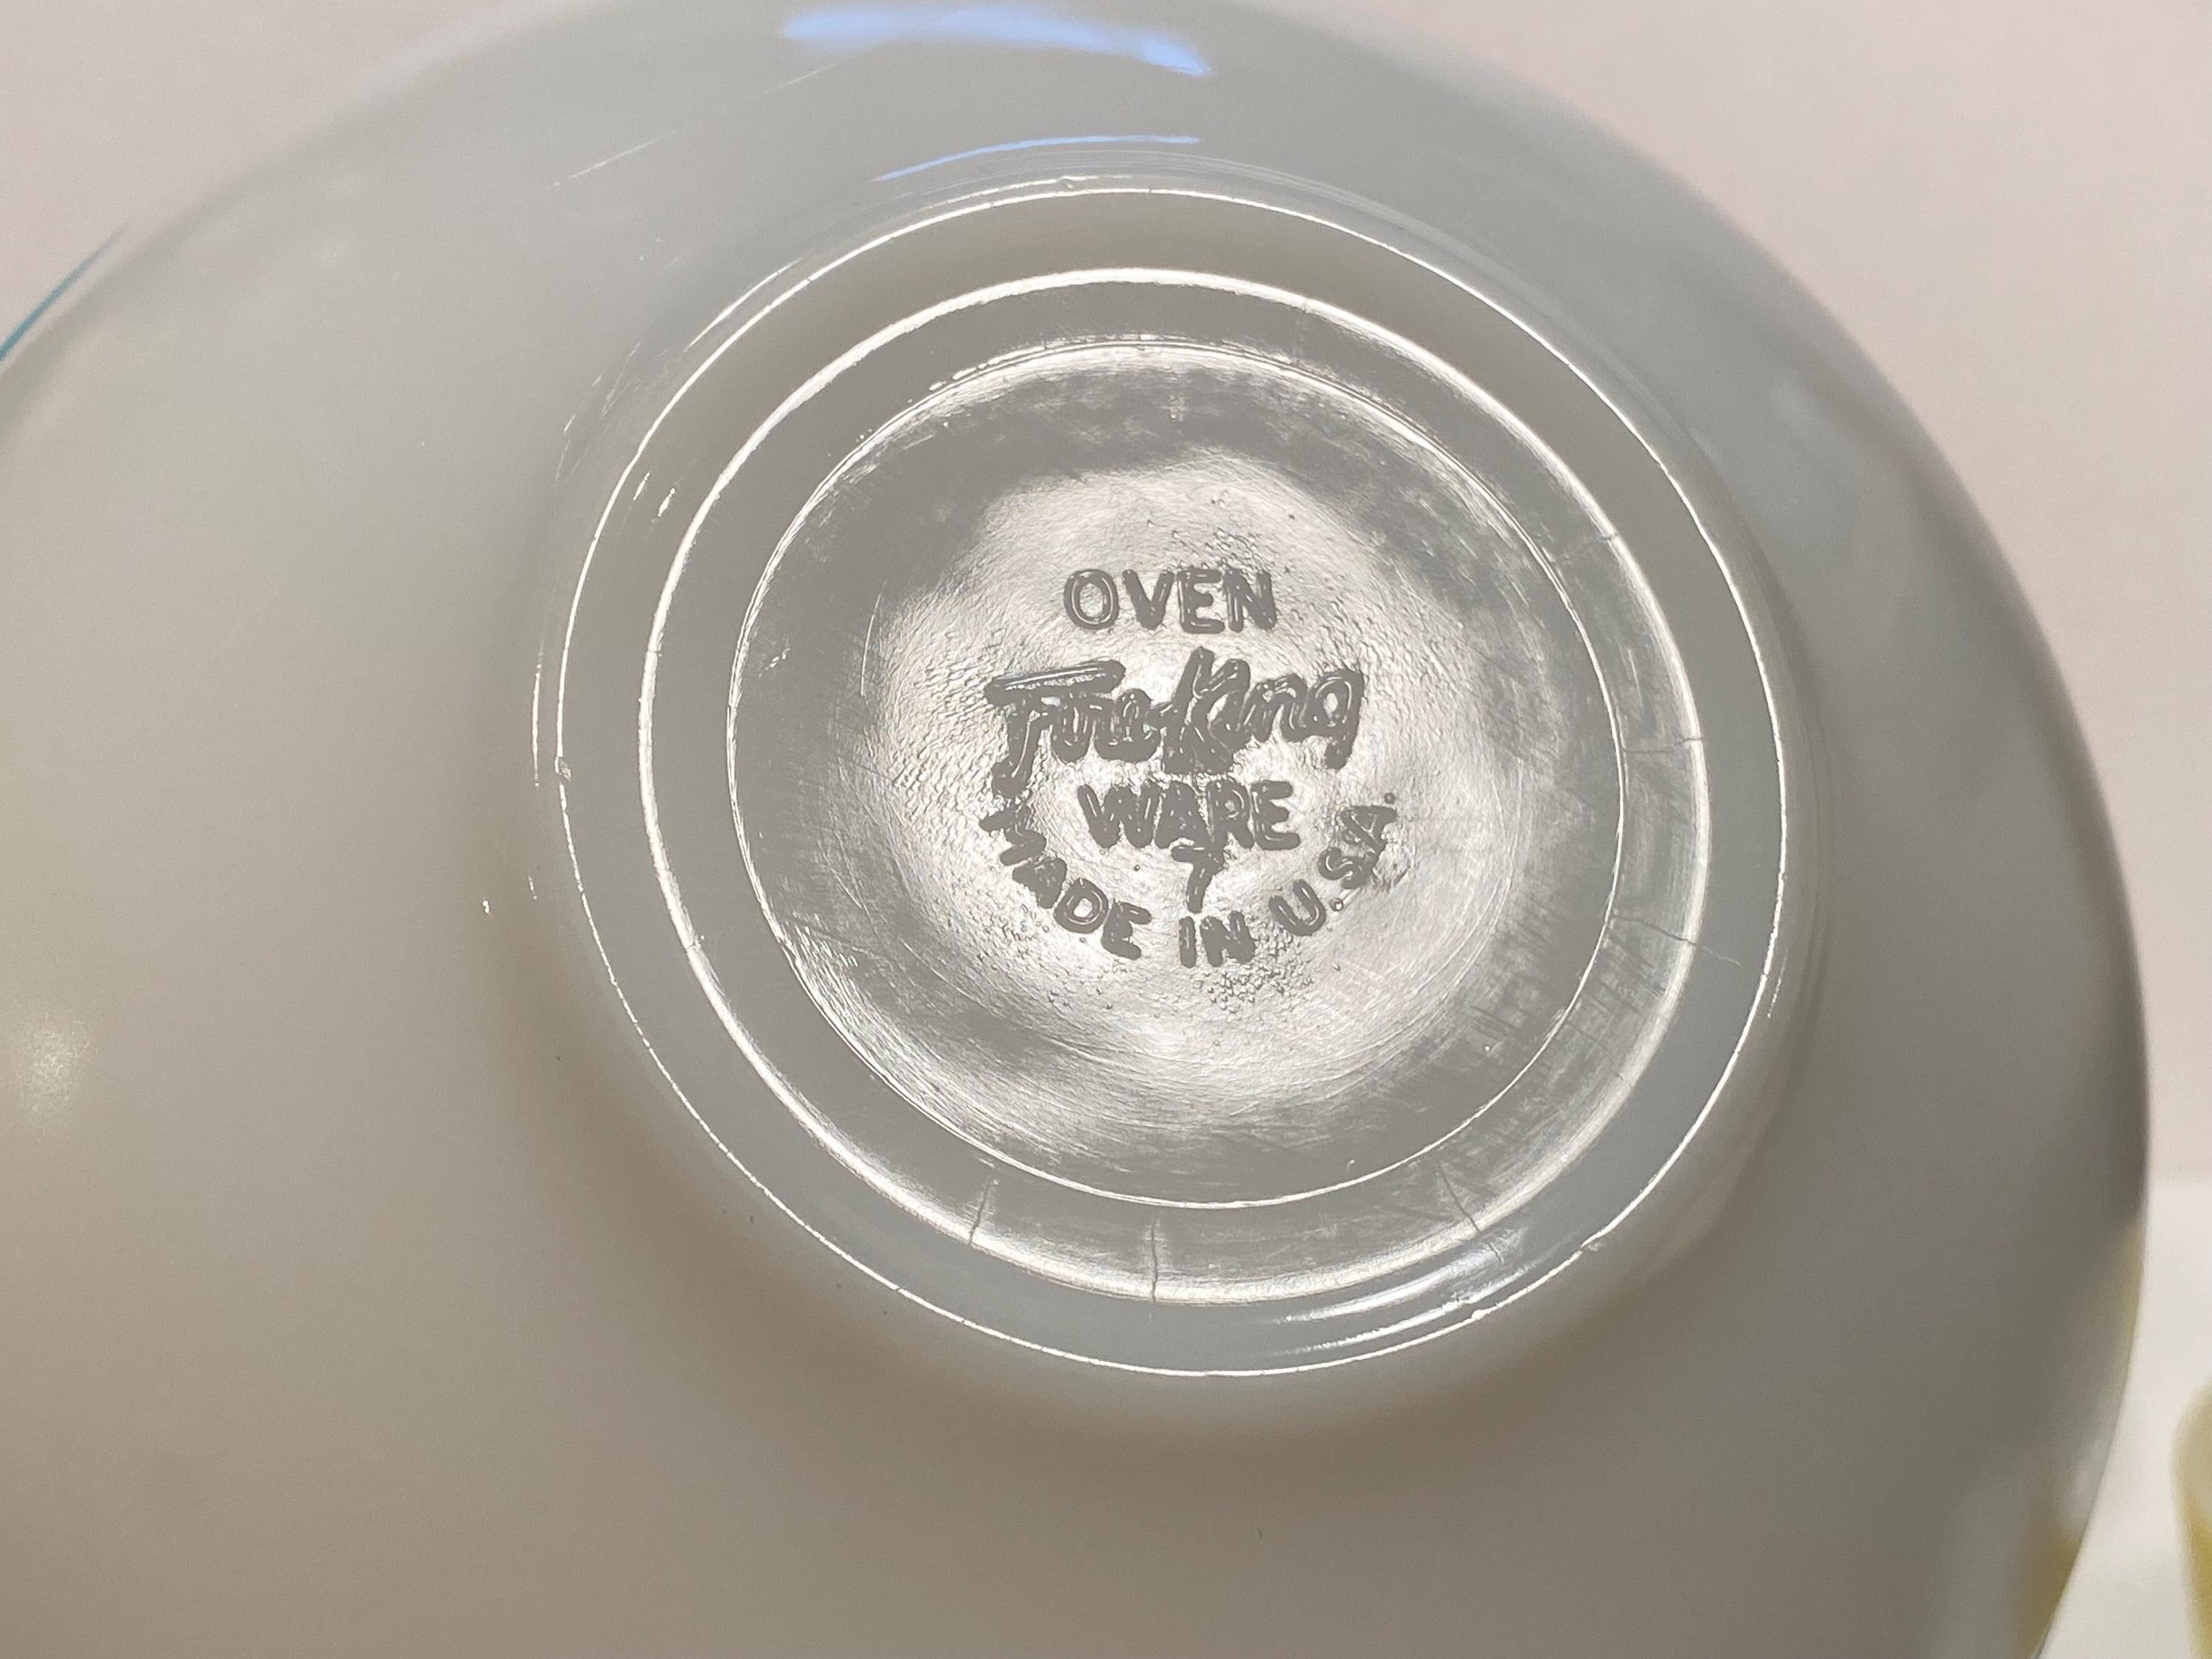 OVEN
Fire-King
WARE
7
MADE IN U.S.A.